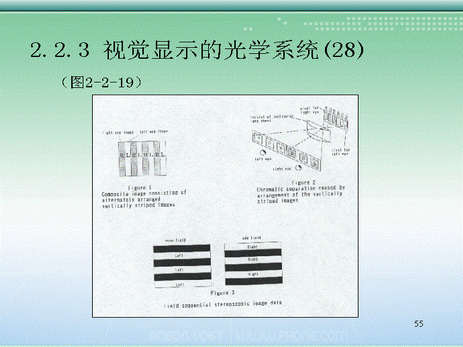 2.2.3 视觉显示的光学系统(28)
（图2-2-19）
right eye image left eye image
pixel for
right eye
pixel for
left eye
left eye
right eye
Figure 1
Composite image consisting of
alternately arranged
vertically striped images
Figure 2
Chromatic separation caused by
arrangement of the vertically
striped images
even field
odd field
Left
Left
Left
Right
Right
Right
Figure 3
Field sequential stereoscopic image data
55